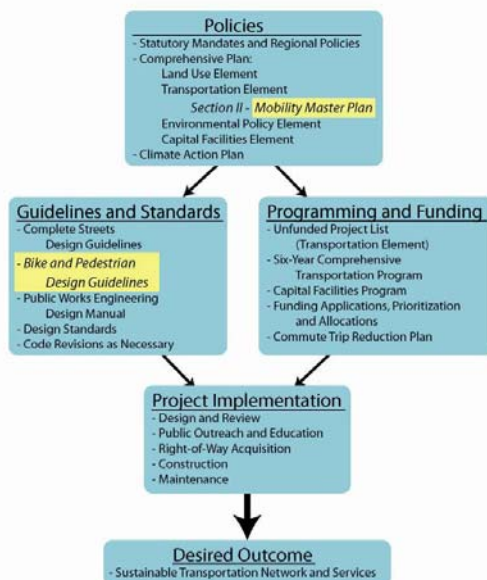 Policies
- Statutory Mandates and Regional Policies
- Comprehensive Plan:
Land Use Element
Transportation Element
Section II - Mobility Master Plan
Environmental Policy Element
Capital Facilities Element
- Climate Action Plan
Guidelines and Standards
- Complete Streets
Design Guidelines
- Bike and Pedestrian
Design Guidelines
- Public Works Engineering
Design Manual
- Design Standards
- Code Revisions as Necessary
Programming and Funding
- Unfunded Project List
(Transportation Element)
- Six-Year Comprehensive
Transportation Program
- Capital Facilities Program
- Funding Applications, Prioritization
and Allocations
- Commute Trip Reduction Plan
Project Implementation
- Design and Review
- Public Outreach and Education
- Right-of-Way Acquisition
- Construction
- Maintenance
Desired Outcome
- Sustainable Transportation Network and Services